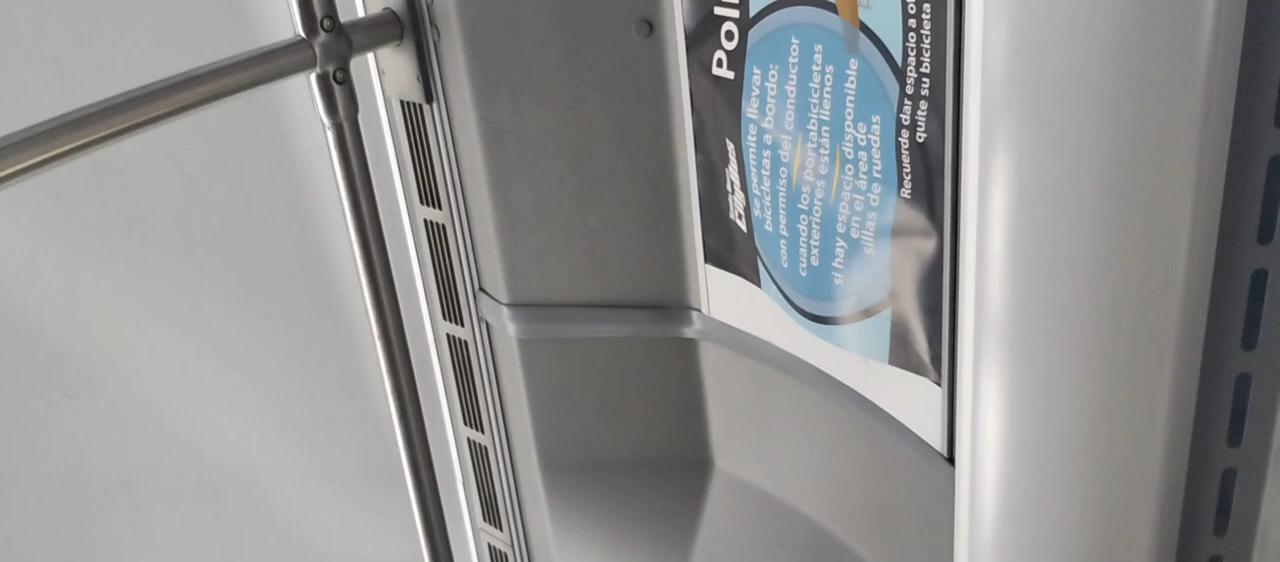 CityBus
se permite llevar
bicicletas a bordo:
con permiso del conductor
cuando los portabicicletas
exteriores están llenos
si hay espacio disponible
en el área de
sillas de ruedas
Recuerde dar espacio a
quite su bicicleta